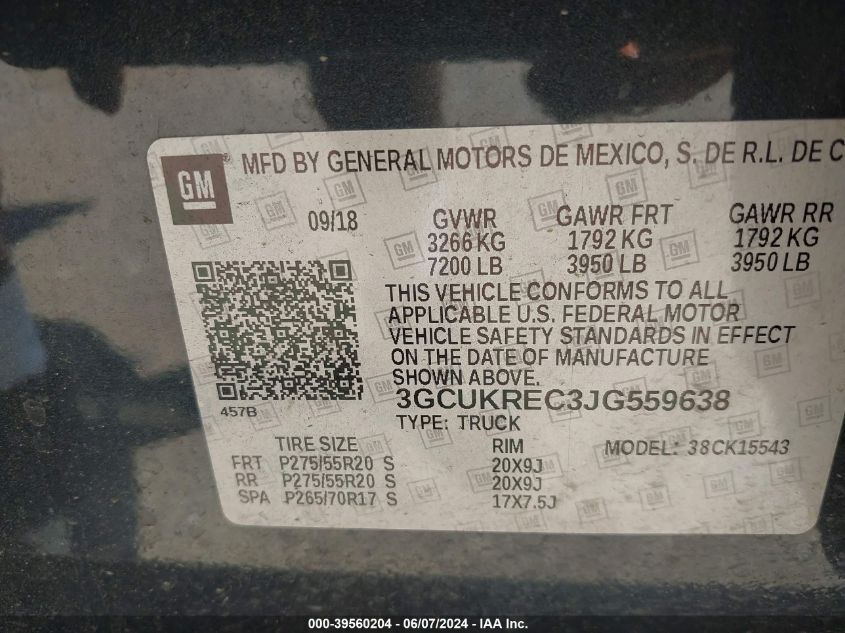 GM MFD BY GENERAL MOTORS DE MEXICO, S. DE R.L. DE C
09/18 GVWR GAWR FRT GAWR RR
3266 KG 1792 KG 1792 KG
7200 LB 3950 LB 3950 LB
THIS VEHICLE CONFORMS TO ALL
APPLICABLE U.S. FEDERAL MOTOR
VEHICLE SAFETY STANDARDS IN EFFECT
ON THE DATE OF MANUFACTURE
SHOWN ABOVE.
3GCUKREC3JG559638
457B
TYPE: TRUCK
TIRE SIZE RIM MODEL: 38CK15543
FRT P275/55R20 S 20X9J
RR P275/55R20 S 20X9J
SPA P265/70R17 S 17X7.5J
000-39560204 - 06/07/2024 - IAA Inc.